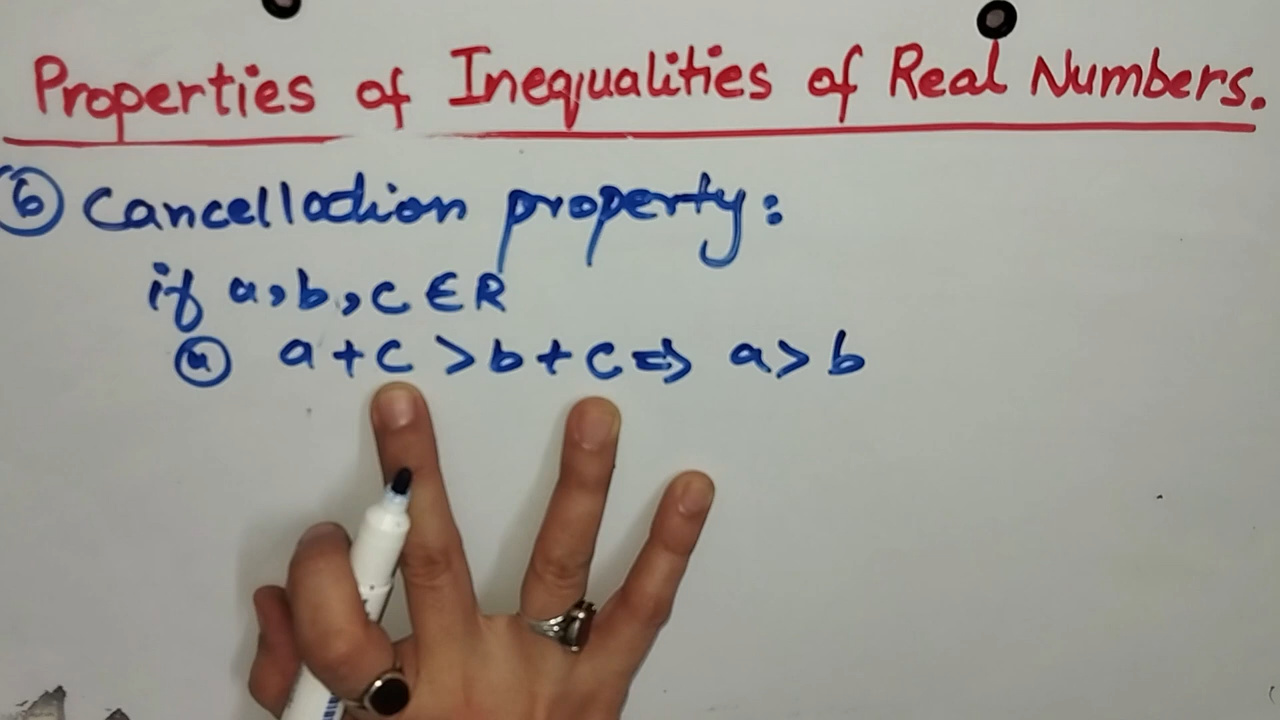 Properties of Inequalities of Real Numbers.
⑥ Cancellation property:
if a,b,c ∈ R
ⓐ a+c > b+c ⇒ a > b